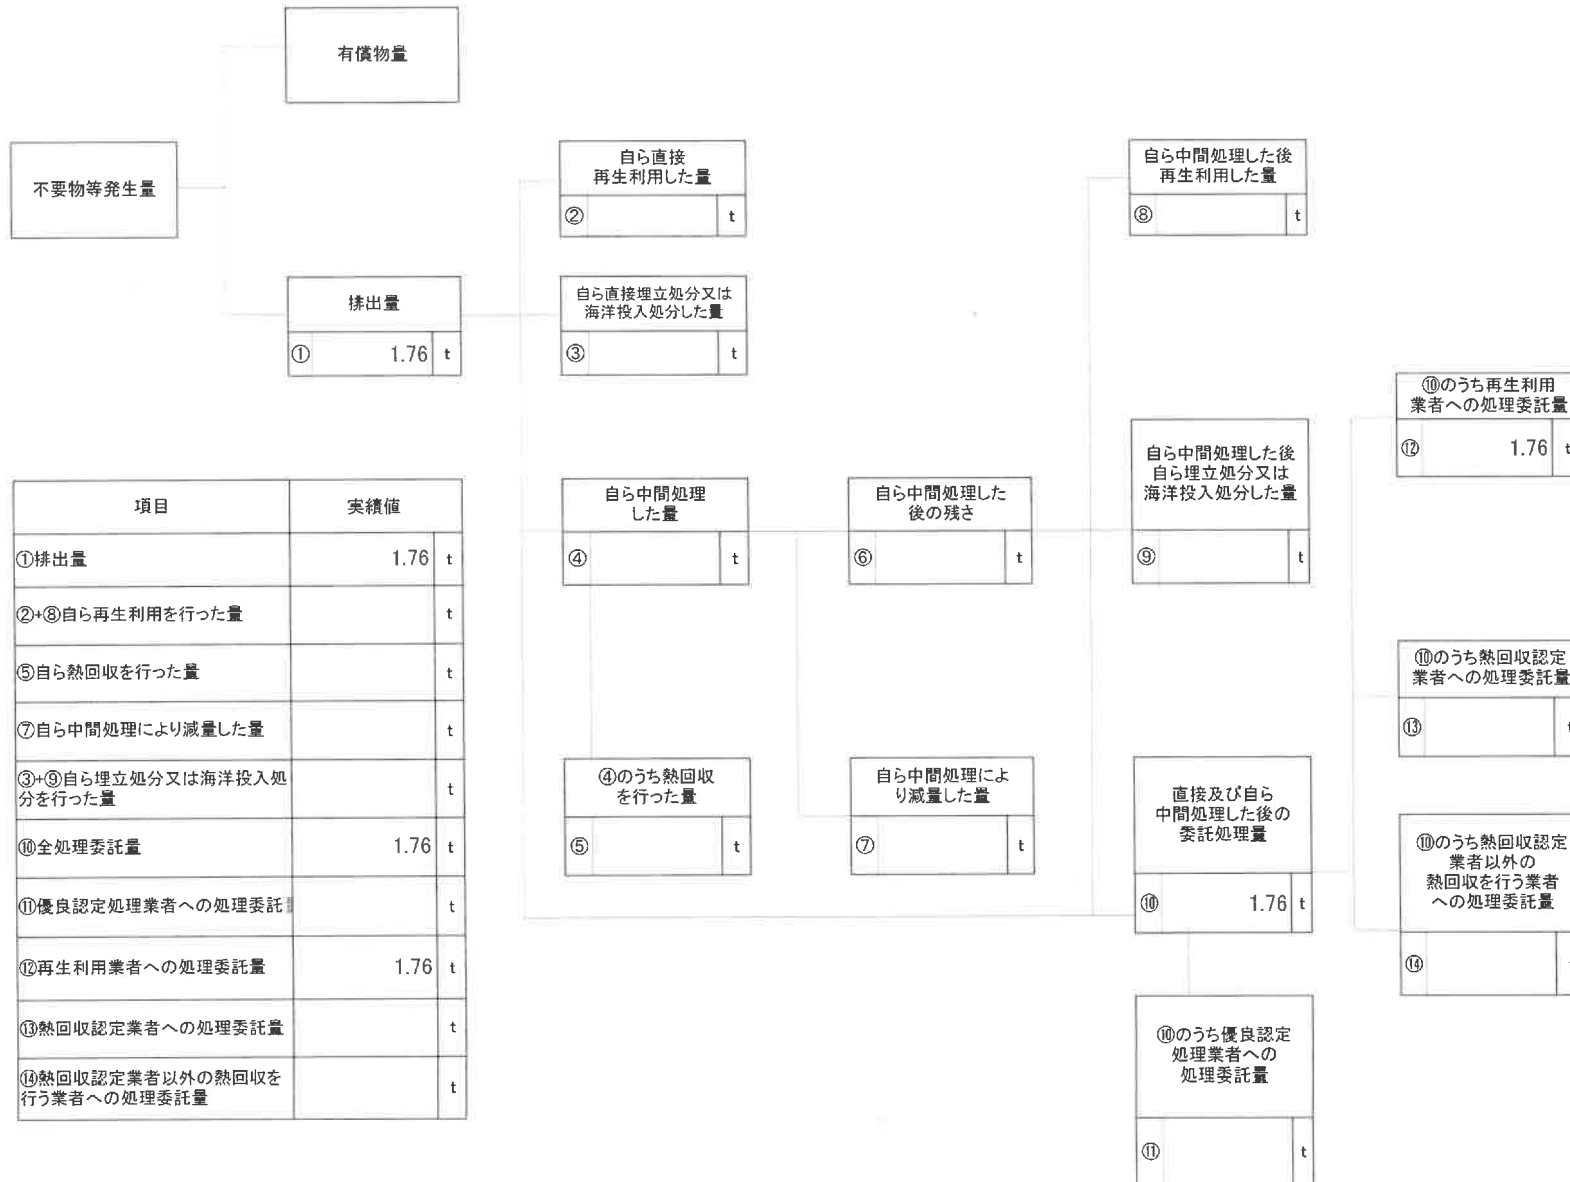 有償物量
不要物等発生量
排出量
① 1.76 t
自ら直接
再生利用した量
② t
自ら直接埋立処分又は
海洋投入処分した量
③ t
自ら中間処理した後
再生利用した量
⑧ t
⑩のうち再生利用
業者への処理委託量
⑫ 1.76 t
自ら中間処理
した量
④ t
自ら中間処理した
後の残さ
⑥ t
自ら中間処理した後
自ら埋立処分又は
海洋投入処分した量
⑨ t
⑩のうち熱回収認定
業者への処理委託量
⑬
④のうち熱回収
を行った量
⑤ t
自ら中間処理によ
り減量した量
⑦ t
直接及び自ら
中間処理した後の
委託処理量
⑩ 1.76 t
⑩のうち熱回収認定
業者以外の
熱回収を行う業者
への処理委託量
⑭
⑩のうち優良認定
処理業者への
処理委託量
⑪ t
項目 実績値
①排出量 1.76 t
②+⑧自ら再生利用を行った量 t
⑤自ら熱回収を行った量 t
⑦自ら中間処理により減量した量 t
③+⑨自ら埋立処分又は海洋投入処
分を行った量 t
⑩全処理委託量 1.76 t
⑪優良認定処理業者への処理委託 t
⑫再生利用業者への処理委託量 1.76 t
⑬熱回収認定業者への処理委託量 t
⑭熱回収認定業者以外の熱回収を
行う業者への処理委託量 t